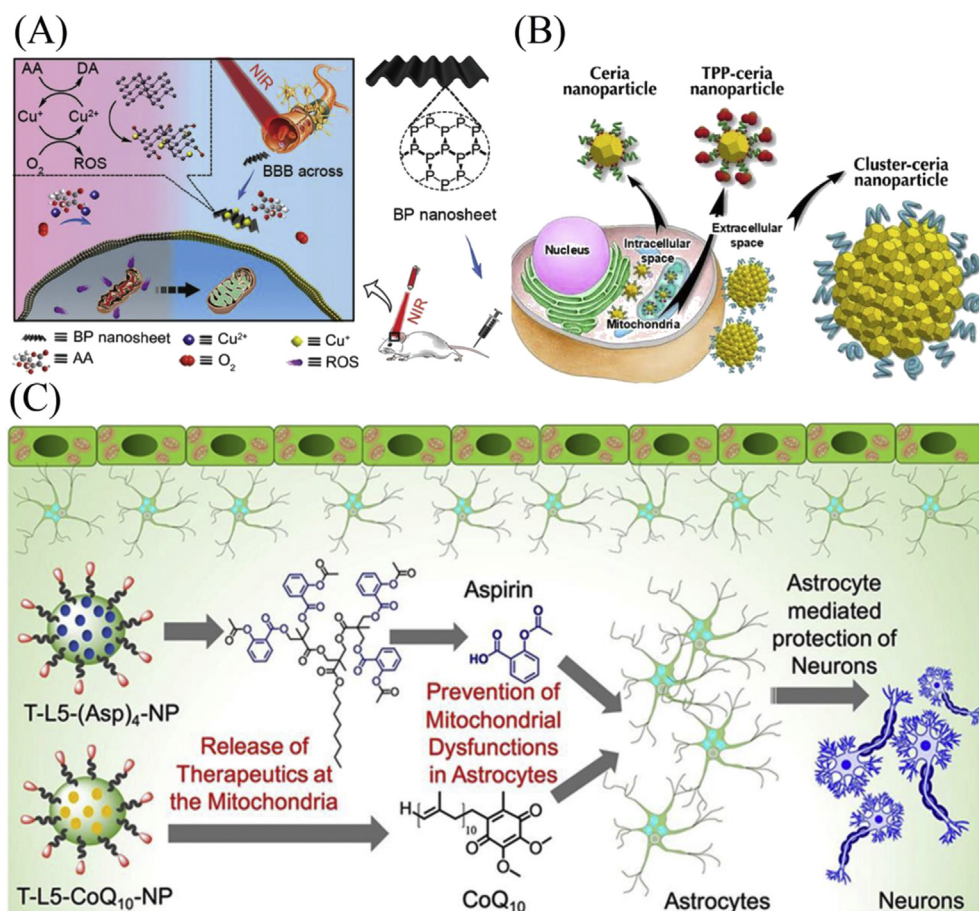 (A)
AA DA
Cu⁺ Cu²⁺
O₂ ROS
NIR
BBB across
P P P
P P P P
P P P
P P P P
P P P
BP nanosheet
NIR
≡ BP nanosheet ≡ Cu²⁺ ≡ Cu⁺
≡ AA ≡ O₂ ≡ ROS
(B)
Ceria
nanoparticle
TPP-ceria
nanoparticle
Cluster-ceria
nanoparticle
Nucleus
Intracellular
space
Extracellular
space
Mitochondria
(C)
T-L5-(Asp)₄-NP
Aspirin
HO
O
O
O
Astrocyte
mediated
protection of
Neurons
Release of
Therapeutics at
the Mitochondria
Prevention of
Mitochondrial
Dysfunctions
in Astrocytes
H
10
O
O
O
O
T-L5-CoQ₁₀-NP
CoQ₁₀
Astrocytes
Neurons